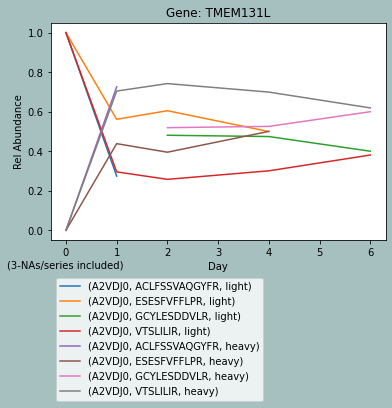 Gene: TMEM131L
1.0
0.8
0.6
0.4
0.2
0.0
Rel Abundance
0 1 2 3 4 5 6
(3-NAs/series included)
Day
(A2VDJ0, ACLFSSVAQGYFR, light)
(A2VDJ0, ESESFVFFLPR, light)
(A2VDJ0, GCYLESDDVLR, light)
(A2VDJ0, VTSLILIR, light)
(A2VDJ0, ACLFSSVAQGYFR, heavy)
(A2VDJ0, ESESFVFFLPR, heavy)
(A2VDJ0, GCYLESDDVLR, heavy)
(A2VDJ0, VTSLILIR, heavy)